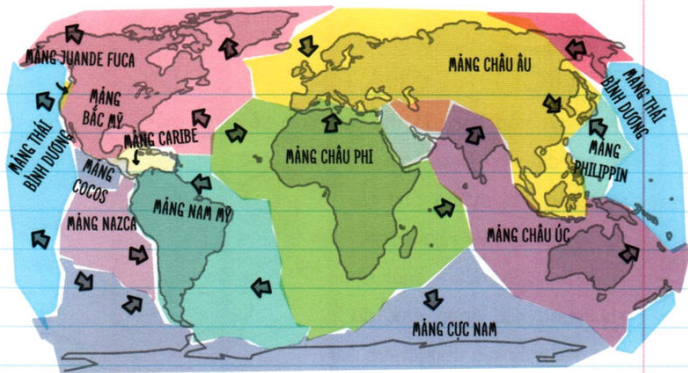 MẢNG JUANDE FUCA
MẢNG
BẮC MỸ
MẢNG THÁI
BÌNH DƯƠNG
MẢNG CARIBE
MẢNG
COCOS
MẢNG NAZCA
MẢNG NAM MỸ
MẢNG CHÂU PHI
MẢNG CHÂU ÂU
MẢNG THÁI
BÌNH DƯƠNG
MẢNG
PHILIPPIN
MẢNG CHÂU ÚC
MẢNG CỰC NAM